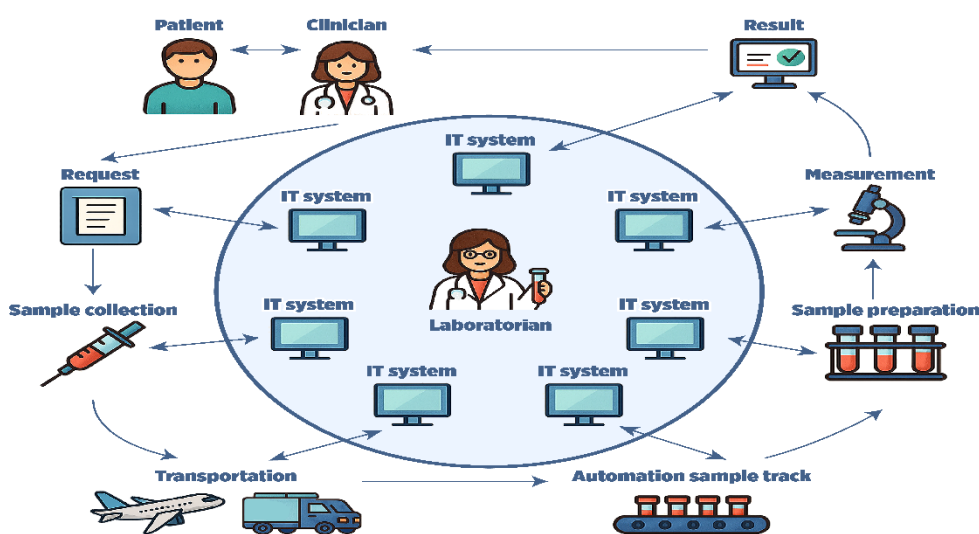 Patient
Clinician
Result
IT system
Request
IT system
IT system
Measurement
Sample collection
IT system
Laboratorian
IT system
Sample preparation
IT system
IT system
Transportation
Automation sample track